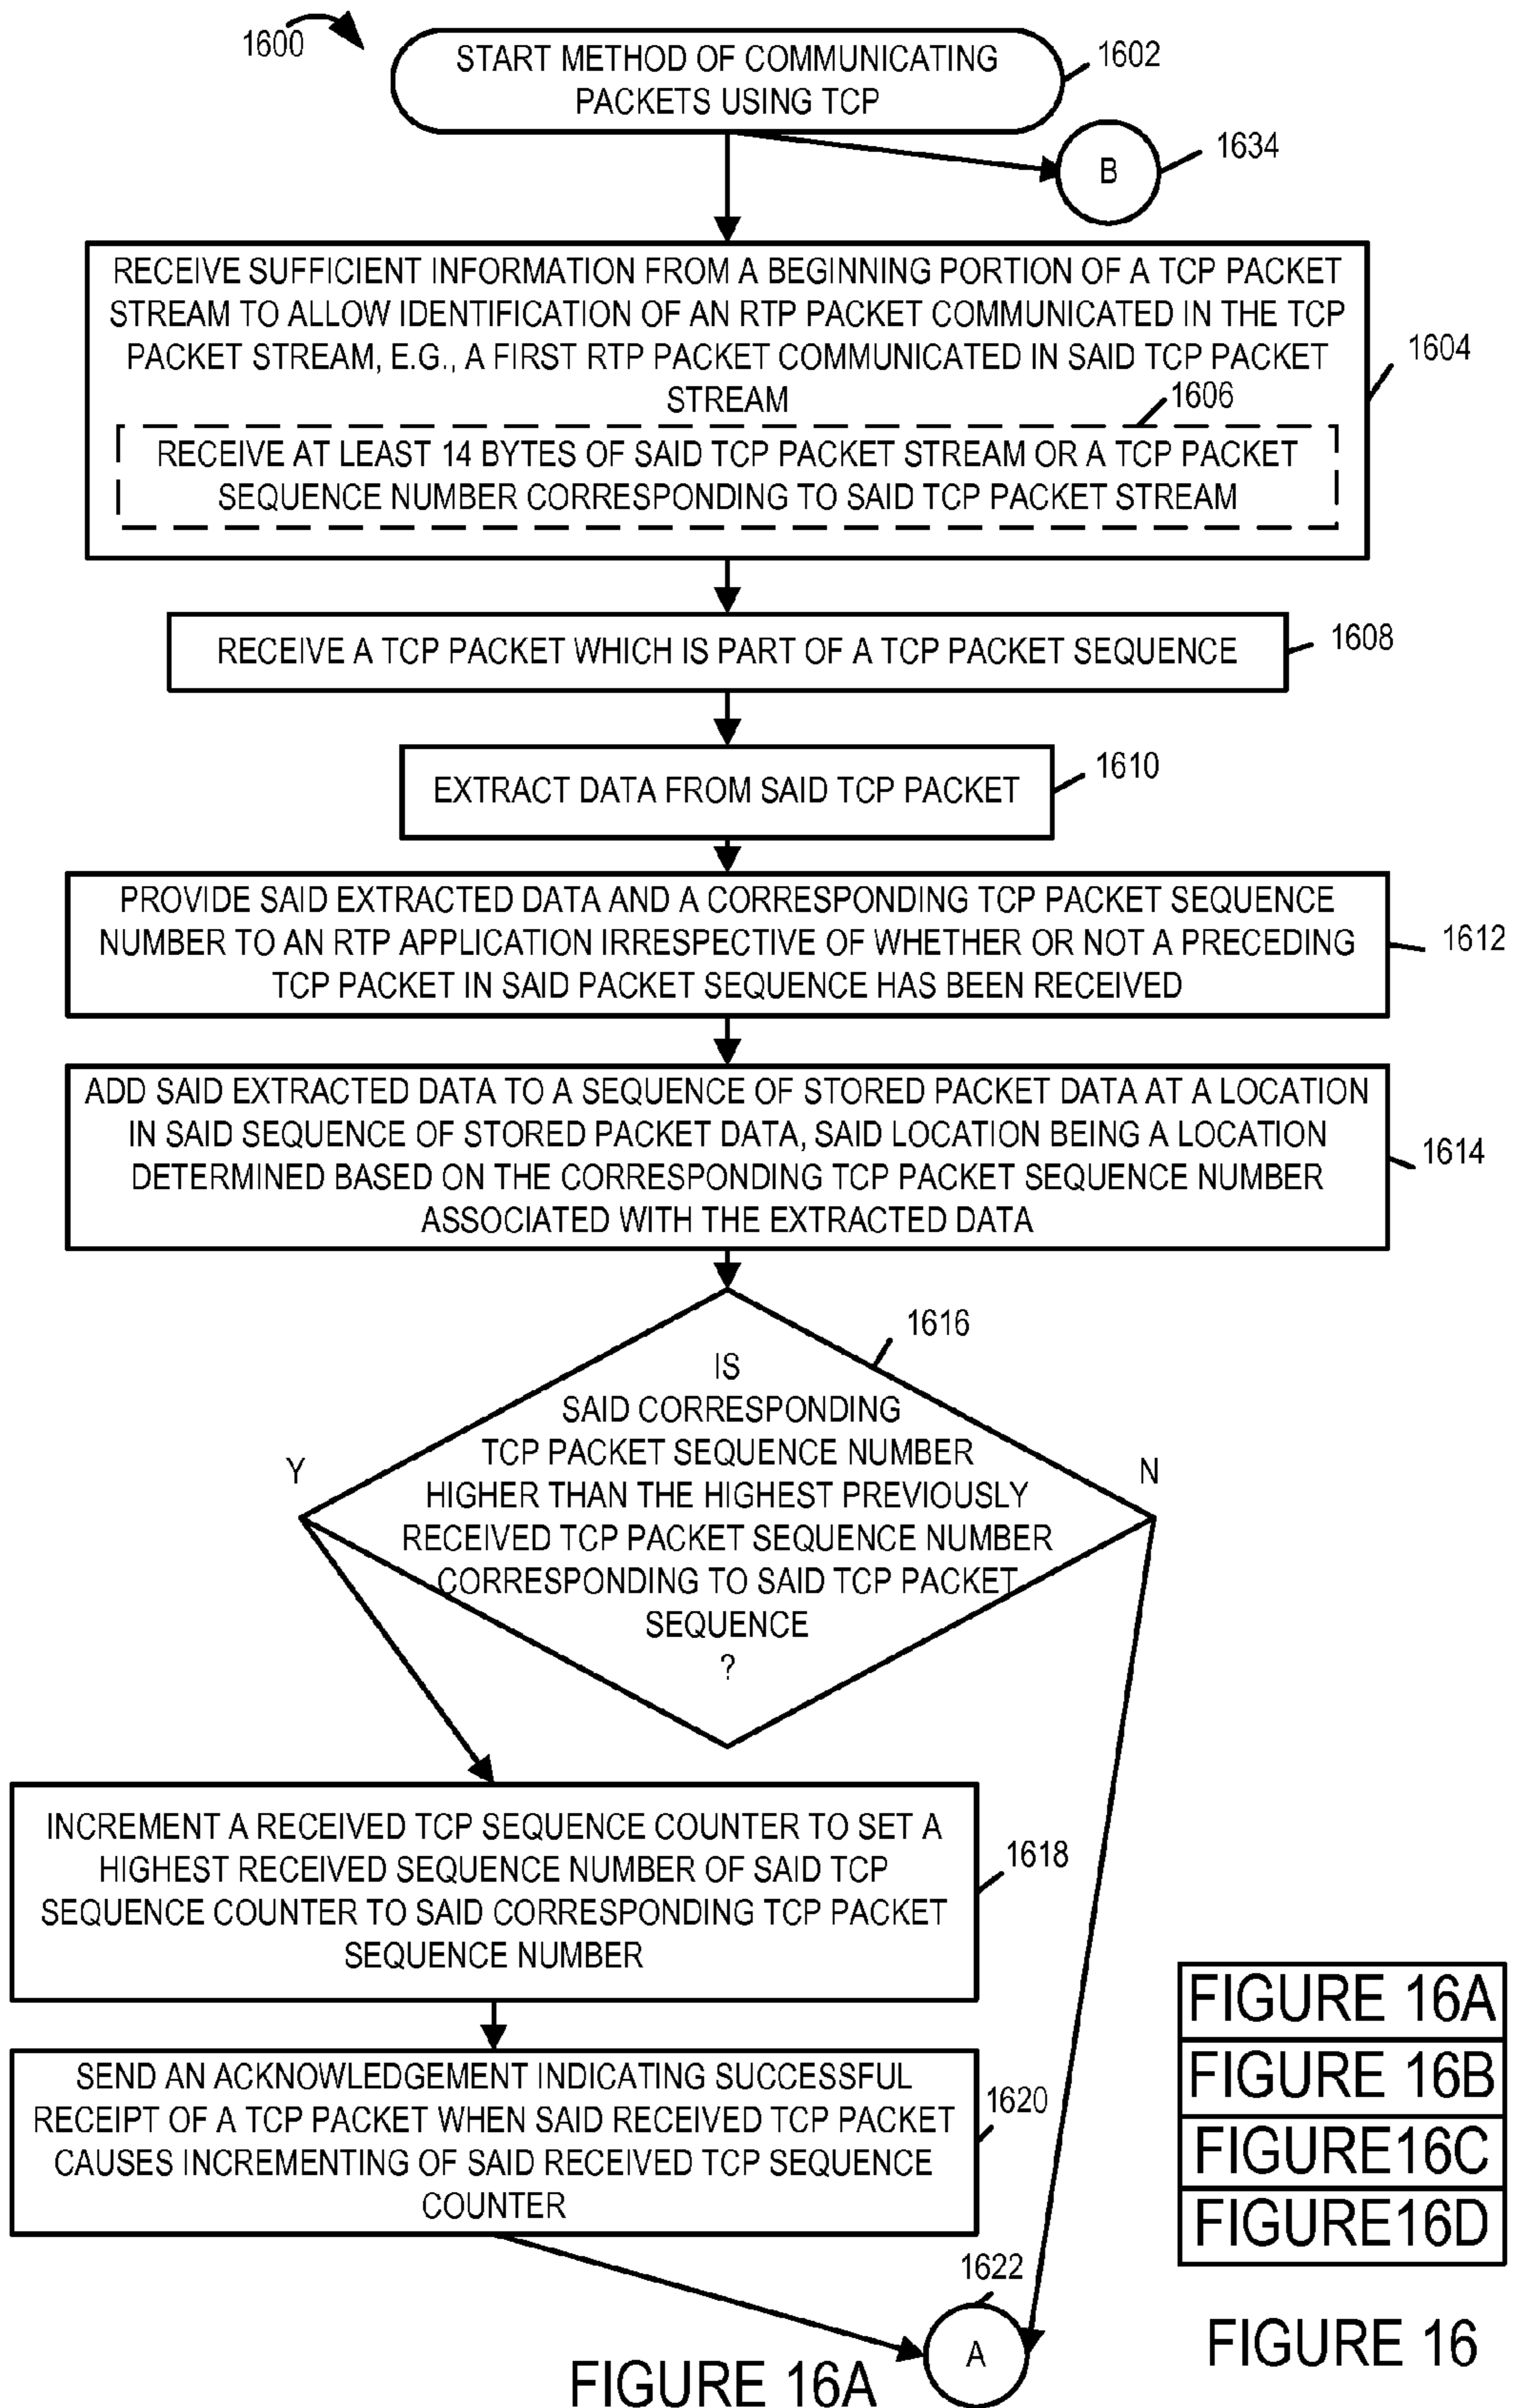 1600
START METHOD OF COMMUNICATING
PACKETS USING TCP
1602
B
1634
RECEIVE SUFFICIENT INFORMATION FROM A BEGINNING PORTION OF A TCP PACKET
STREAM TO ALLOW IDENTIFICATION OF AN RTP PACKET COMMUNICATED IN THE TCP
PACKET STREAM, E.G., A FIRST RTP PACKET COMMUNICATED IN SAID TCP PACKET
STREAM
1604
1606
RECEIVE AT LEAST 14 BYTES OF SAID TCP PACKET STREAM OR A TCP PACKET
SEQUENCE NUMBER CORRESPONDING TO SAID TCP PACKET STREAM
RECEIVE A TCP PACKET WHICH IS PART OF A TCP PACKET SEQUENCE
1608
EXTRACT DATA FROM SAID TCP PACKET
1610
PROVIDE SAID EXTRACTED DATA AND A CORRESPONDING TCP PACKET SEQUENCE
NUMBER TO AN RTP APPLICATION IRRESPECTIVE OF WHETHER OR NOT A PRECEDING
TCP PACKET IN SAID PACKET SEQUENCE HAS BEEN RECEIVED
1612
ADD SAID EXTRACTED DATA TO A SEQUENCE OF STORED PACKET DATA AT A LOCATION
IN SAID SEQUENCE OF STORED PACKET DATA, SAID LOCATION BEING A LOCATION
DETERMINED BASED ON THE CORRESPONDING TCP PACKET SEQUENCE NUMBER
ASSOCIATED WITH THE EXTRACTED DATA
1614
1616
IS
SAID CORRESPONDING
TCP PACKET SEQUENCE NUMBER
HIGHER THAN THE HIGHEST PREVIOUSLY
RECEIVED TCP PACKET SEQUENCE NUMBER
CORRESPONDING TO SAID TCP PACKET
SEQUENCE
?
Y
N
INCREMENT A RECEIVED TCP SEQUENCE COUNTER TO SET A
HIGHEST RECEIVED SEQUENCE NUMBER OF SAID TCP
SEQUENCE COUNTER TO SAID CORRESPONDING TCP PACKET
SEQUENCE NUMBER
1618
SEND AN ACKNOWLEDGEMENT INDICATING SUCCESSFUL
RECEIPT OF A TCP PACKET WHEN SAID RECEIVED TCP PACKET
CAUSES INCREMENTING OF SAID RECEIVED TCP SEQUENCE
COUNTER
1620
1622
A
FIGURE 16A
FIGURE 16A
FIGURE 16B
FIGURE16C
FIGURE16D
FIGURE 16